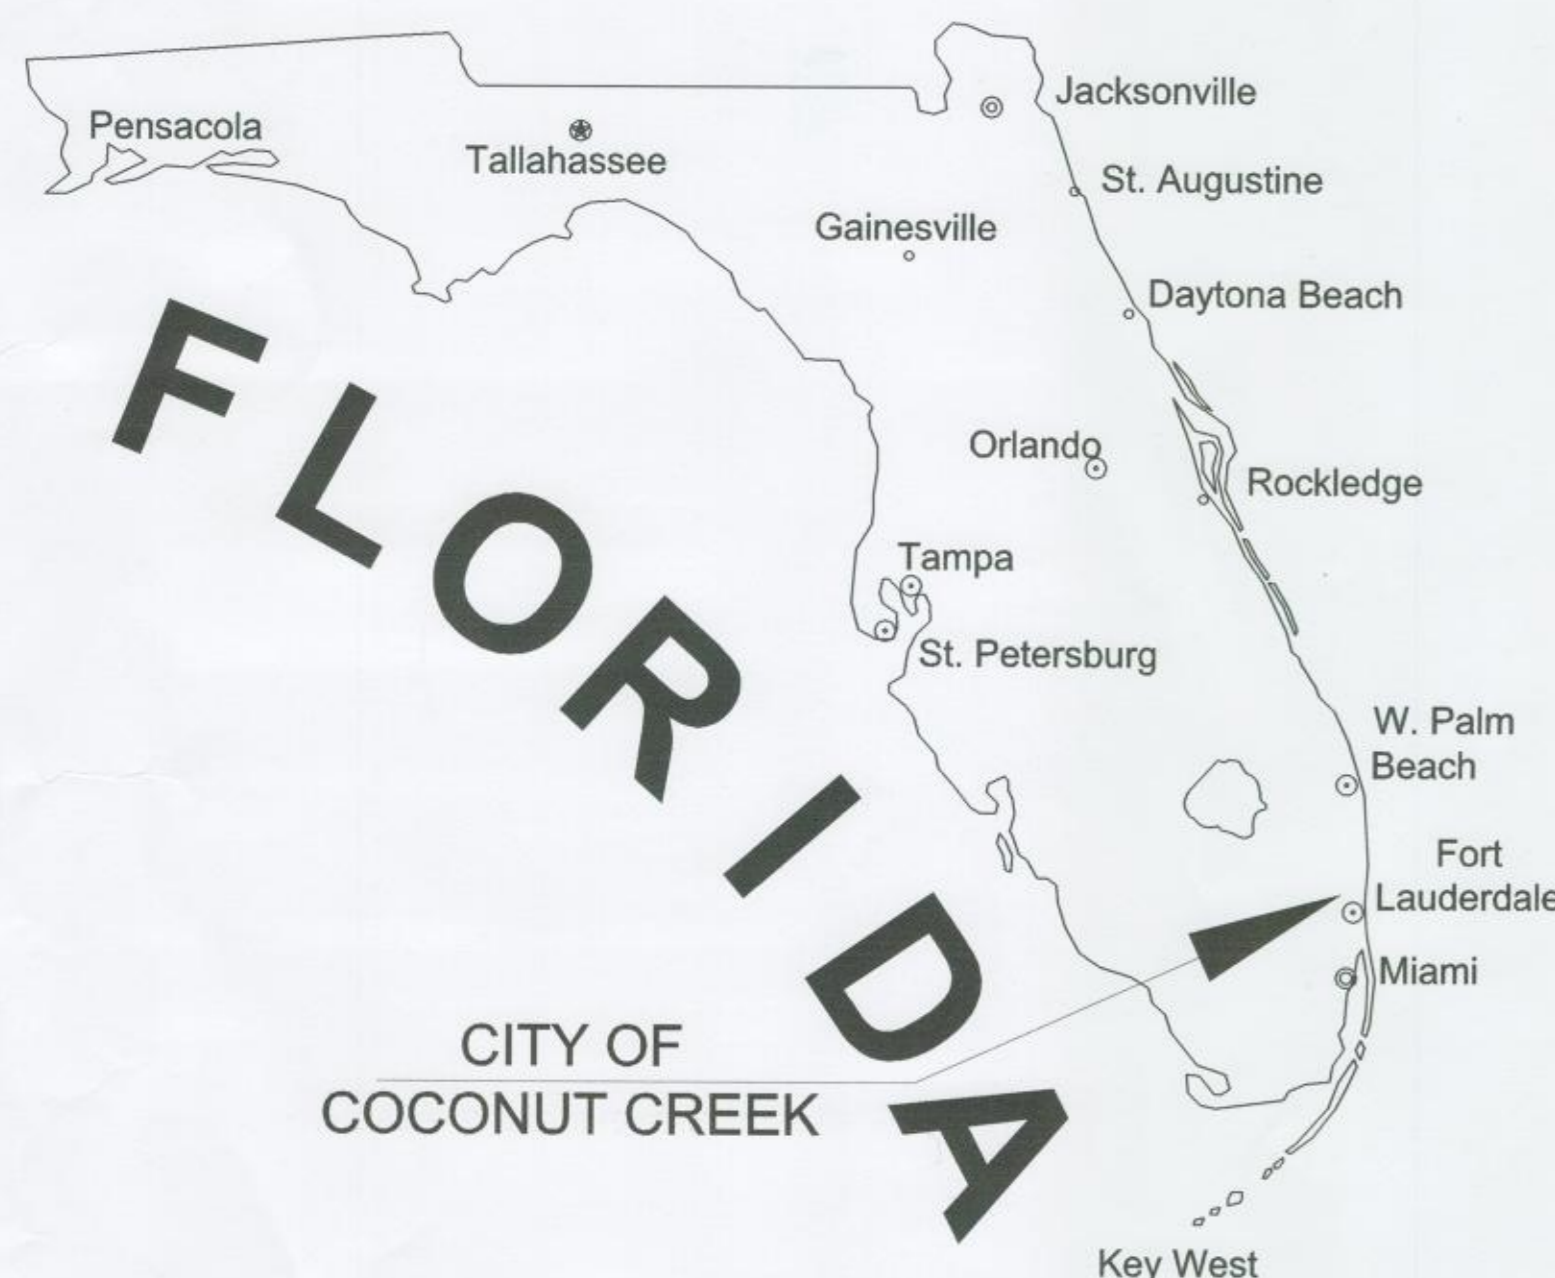 Jacksonville
Pensacola
Tallahassee
St. Augustine
Gainesville
Daytona Beach
FLORIDA
Orlando
Rockledge
Tampa
St. Petersburg
W. Palm
Beach
Fort
Lauderdale
Miami
CITY OF
COCONUT CREEK
Key West